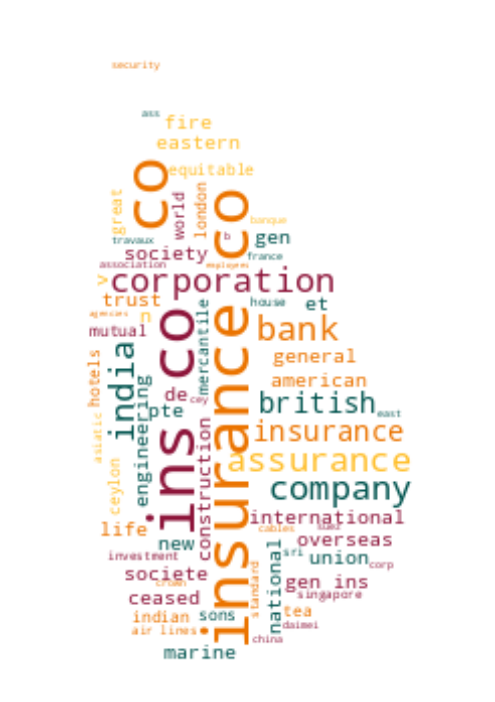 security
ass
fire
eastern
equitable
co
great
world
london
insurance co
banque
travaux
b
gen
society
france
association
employees
v
corporation
trust
house
et
agencies
n
mutual
ins co
mercantile
bank
india
general
hotels
american
engineering
de
cey
british
pte
east
asiatic
construction
insurance
assurance
ceylon
company
international
life
cables
overseas
new
sri
union
investment
national
corp
societe
crown
gen ins
standard
singapore
ceased
tea
indian
sons
air lines
daimei
china
marine